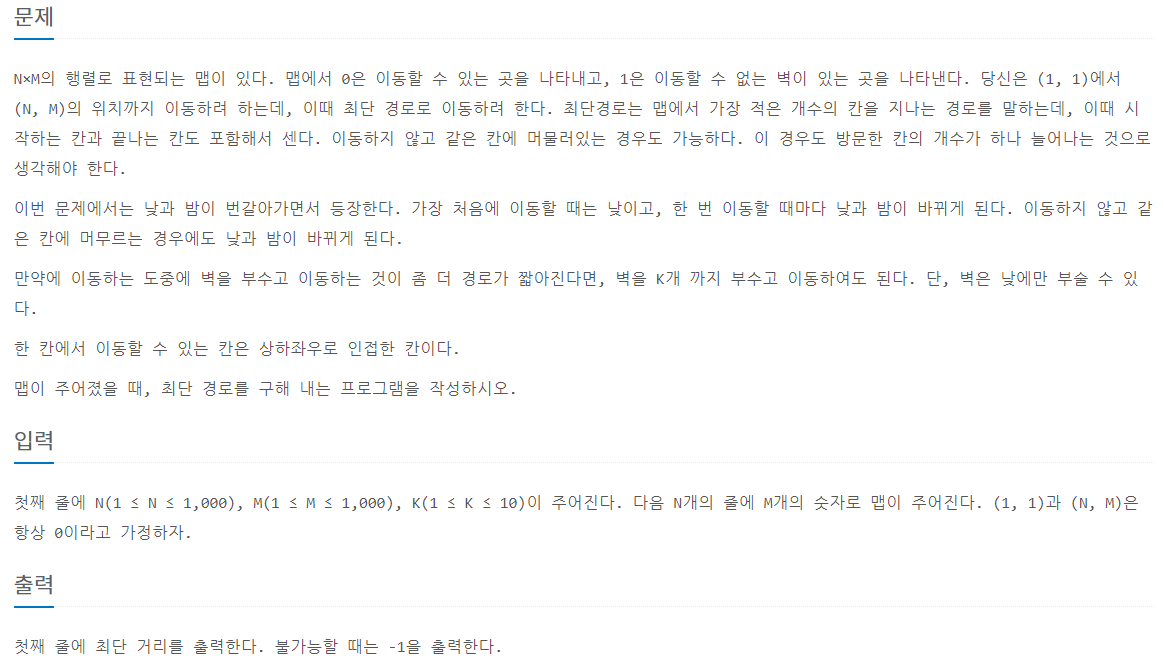 문제
N×M의 행렬로 표현되는 맵이 있다. 맵에서 0은 이동할 수 있는 곳을 나타내고, 1은 이동할 수 없는 벽이 있는 곳을 나타낸다. 당신은 (1, 1)에서
(N, M)의 위치까지 이동하려 하는데, 이때 최단 경로로 이동하려 한다. 최단경로는 맵에서 가장 적은 개수의 칸을 지나는 경로를 말하는데, 이때 시
작하는 칸과 끝나는 칸도 포함해서 센다. 이동하지 않고 같은 칸에 머물러있는 경우도 가능하다. 이 경우도 방문한 칸의 개수가 하나 늘어나는 것으로
생각해야 한다.
이번 문제에서는 낮과 밤이 번갈아가면서 등장한다. 가장 처음에 이동할 때는 낮이고, 한 번 이동할 때마다 낮과 밤이 바뀌게 된다. 이동하지 않고 같
은 칸에 머무르는 경우에도 낮과 밤이 바뀌게 된다.
만약에 이동하는 도중에 벽을 부수고 이동하는 것이 좀 더 경로가 짧아진다면, 벽을 K개 까지 부수고 이동하여도 된다. 단, 벽은 낮에만 부술 수 있
다.
한 칸에서 이동할 수 있는 칸은 상하좌우로 인접한 칸이다.
맵이 주어졌을 때, 최단 경로를 구해 내는 프로그램을 작성하시오.
입력
첫째 줄에 N(1 ≤ N ≤ 1,000), M(1 ≤ M ≤ 1,000), K(1 ≤ K ≤ 10)이 주어진다. 다음 N개의 줄에 M개의 숫자로 맵이 주어진다. (1, 1)과 (N, M)은
항상 0이라고 가정하자.
출력
첫째 줄에 최단 거리를 출력한다. 불가능할 때는 -1을 출력한다.